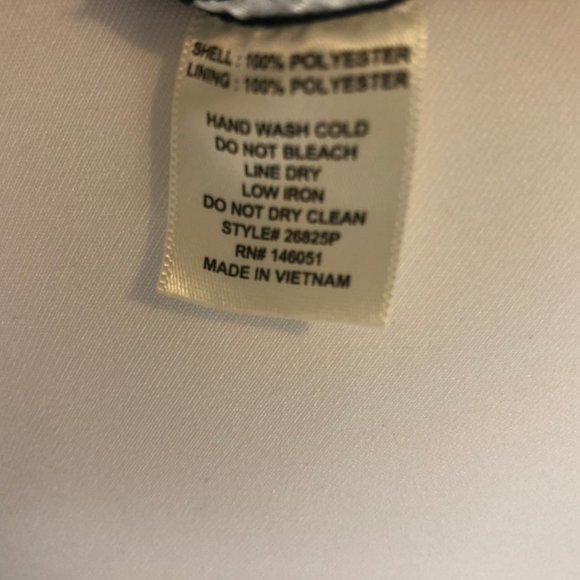 SHELL : 100% POLYESTER
LINING : 100% POLYESTER
HAND WASH COLD
DO NOT BLEACH
LINE DRY
LOW IRON
DO NOT DRY CLEAN
STYLE# 26825P
RN# 146051
MADE IN VIETNAM